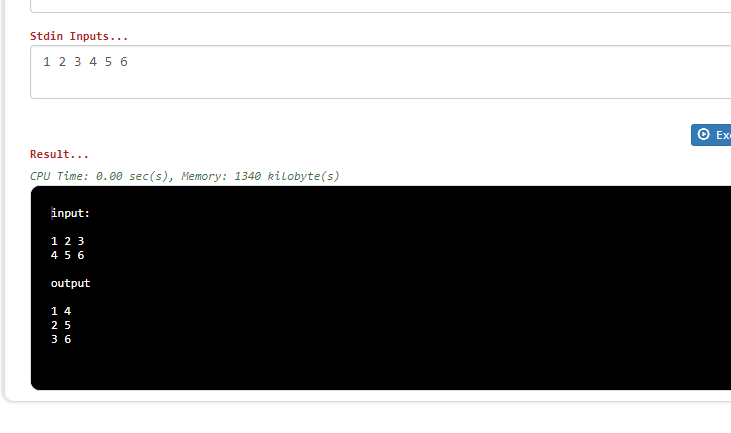 Stdin Inputs...
1 2 3 4 5 6
Result...
CPU Time: 0.00 sec(s), Memory: 1340 kilobyte(s)
input:
1 2 3
4 5 6
output
1 4
2 5
3 6